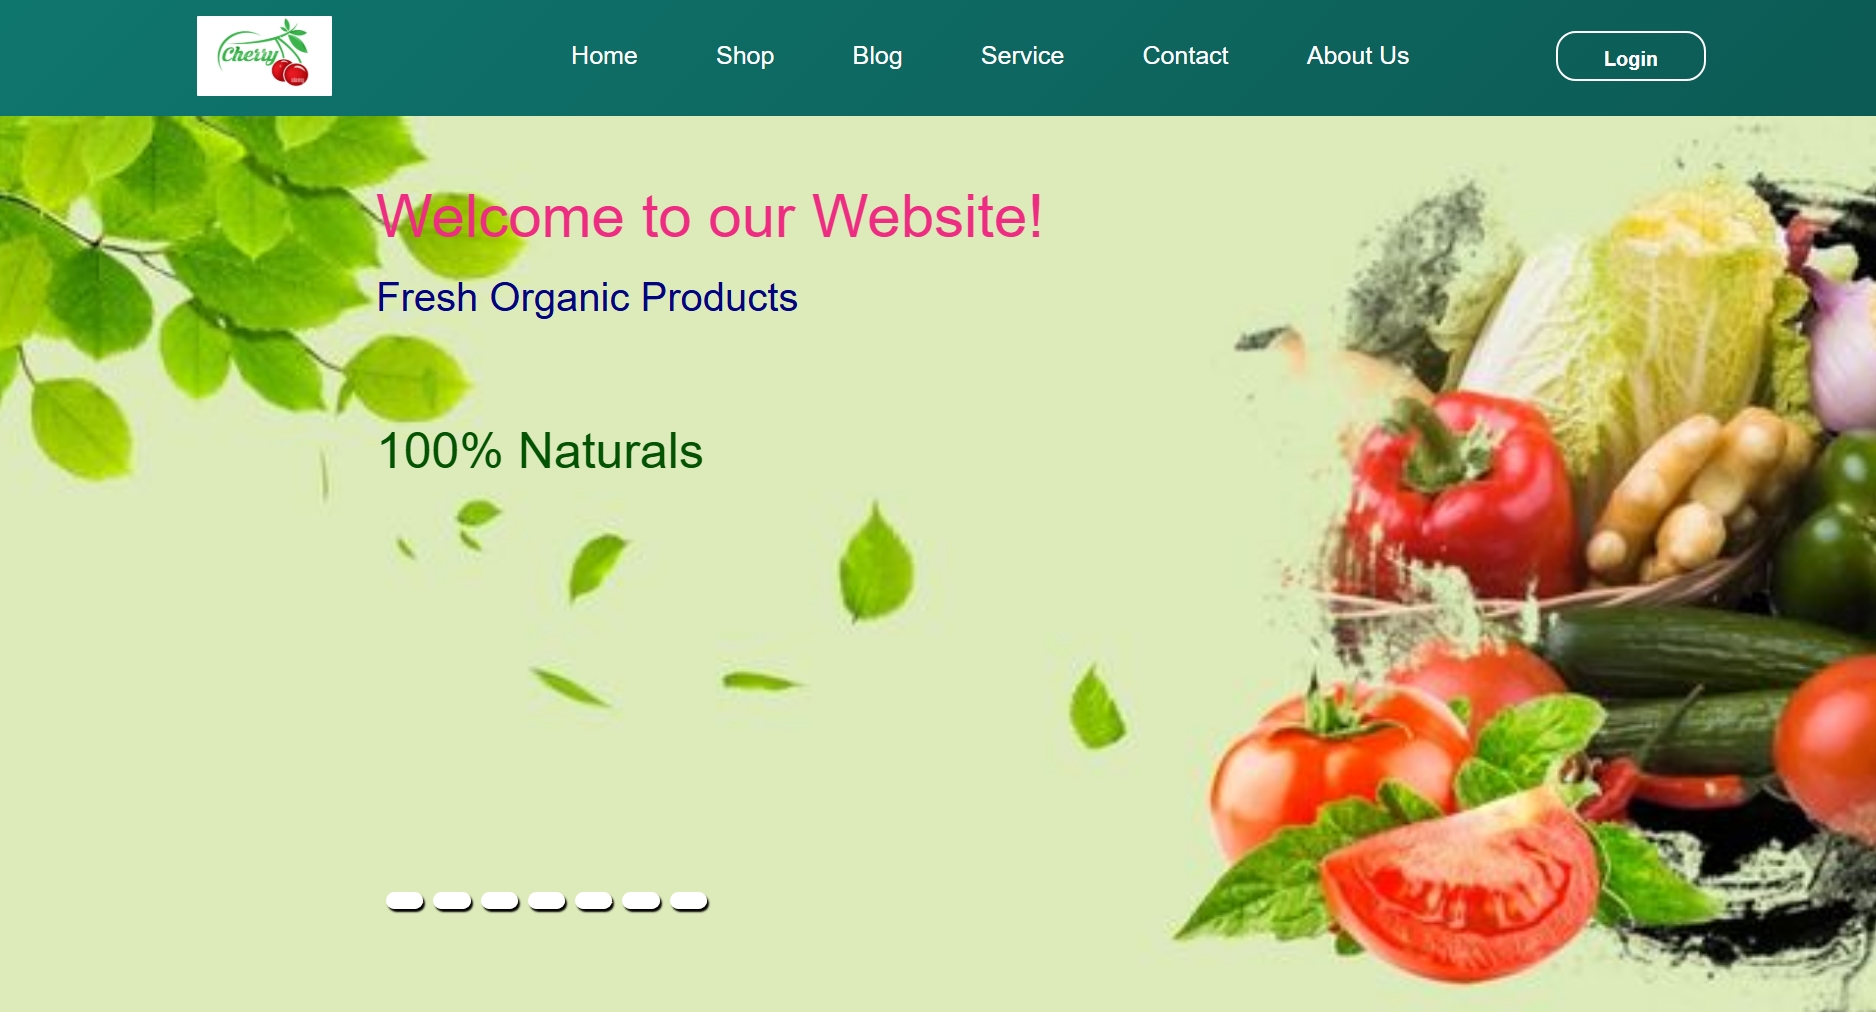 Cherry
Home Shop Blog Service Contact About Us Login
Welcome to our Website!
Fresh Organic Products
100% Naturals